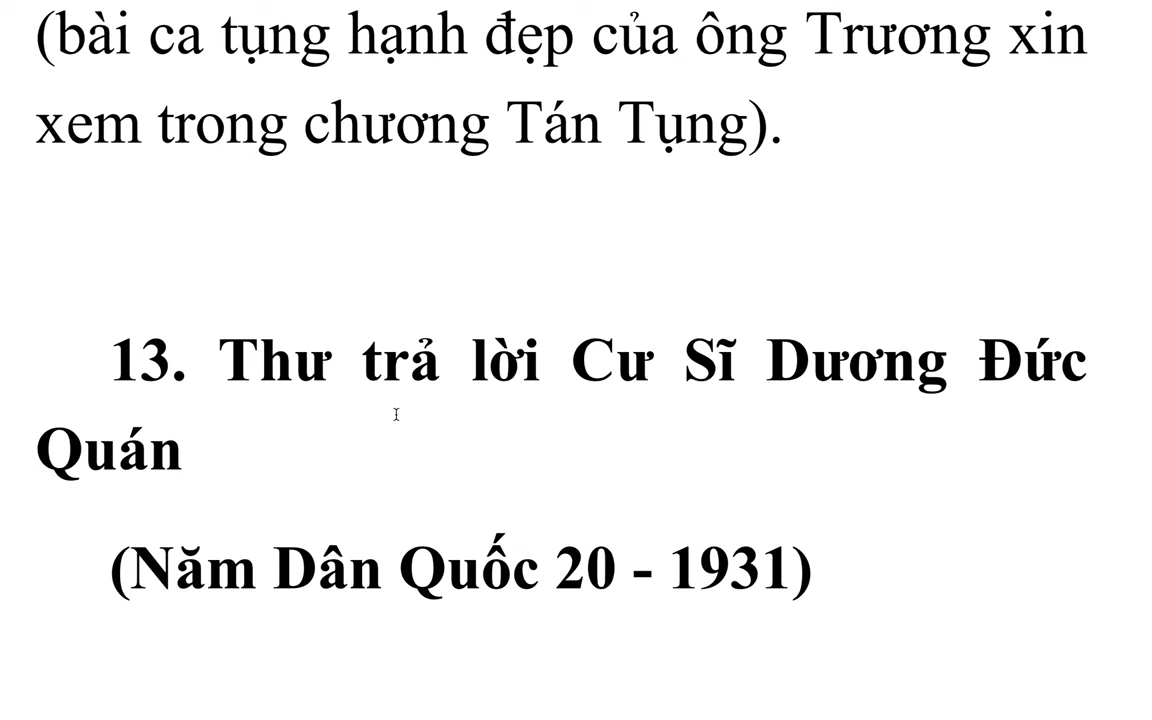 (bài ca tụng hạnh đẹp của ông Trương xin
xem trong chương Tán Tụng).
13. Thư trả lời Cư Sĩ Dương Đức
Quán
(Năm Dân Quốc 20 - 1931)